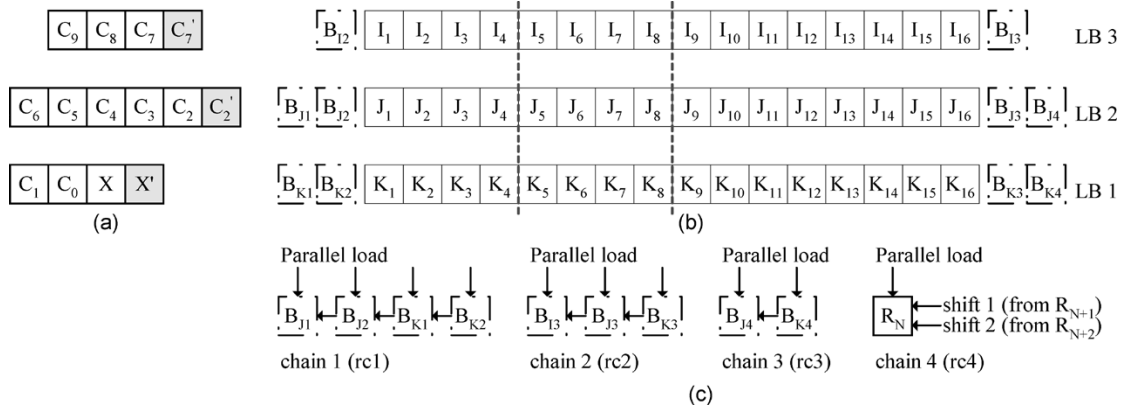 C9 C8 C7 C7' BI2 I1 I2 I3 I4 I5 I6 I7 I8 I9 I10 I11 I12 I13 I14 I15 I16 BI3 LB 3
C6 C5 C4 C3 C2 C2' BJ1 BJ2 J1 J2 J3 J4 J5 J6 J7 J8 J9 J10 J11 J12 J13 J14 J15 J16 BJ3 BJ4 LB 2
C1 C0 X X' BK1 BK2 K1 K2 K3 K4 K5 K6 K7 K8 K9 K10 K11 K12 K13 K14 K15 K16 BK3 BK4 LB 1
(a) (b)
Parallel load Parallel load Parallel load Parallel load
BJ1 BJ2 BK1 BK2 BI3 BJ3 BK3 BJ4 BK4 RN shift 1 (from RN+1)
shift 2 (from RN+2)
chain 1 (rc1) chain 2 (rc2) chain 3 (rc3) chain 4 (rc4)
(c)